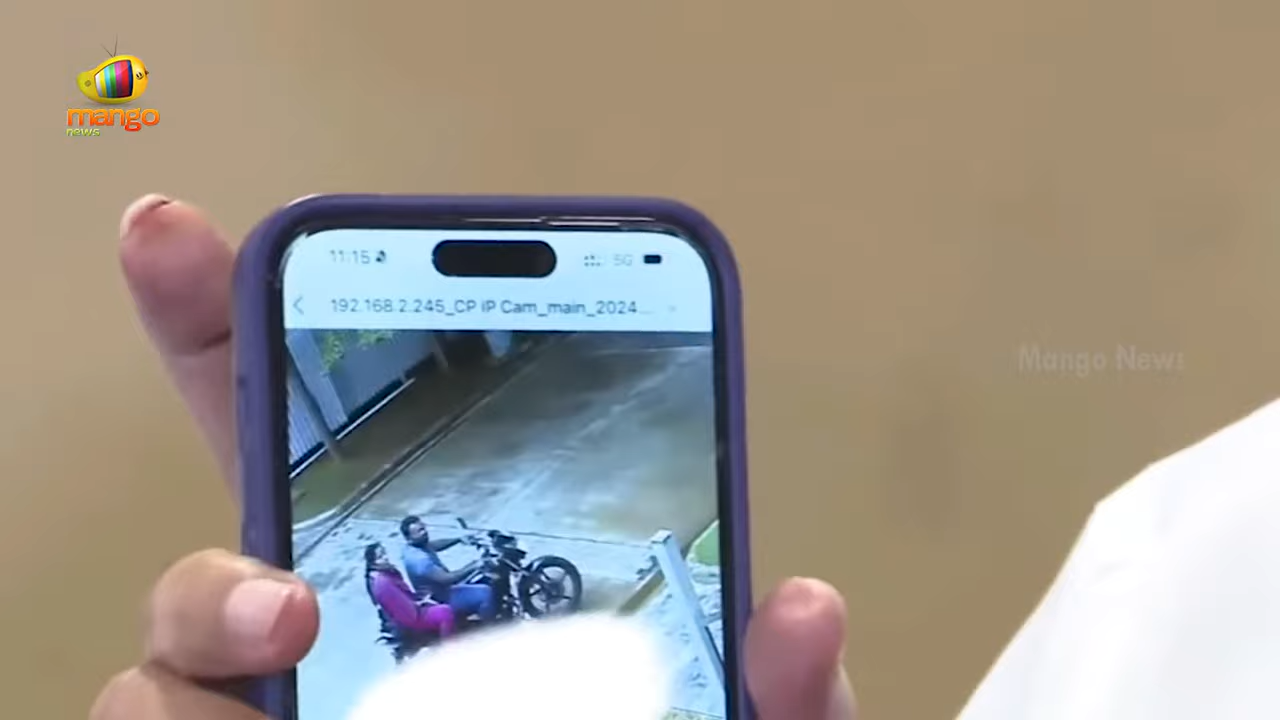 mango
news
11:15
5G
192.168.2.245_CP IP Cam_main_2024...
Mango News